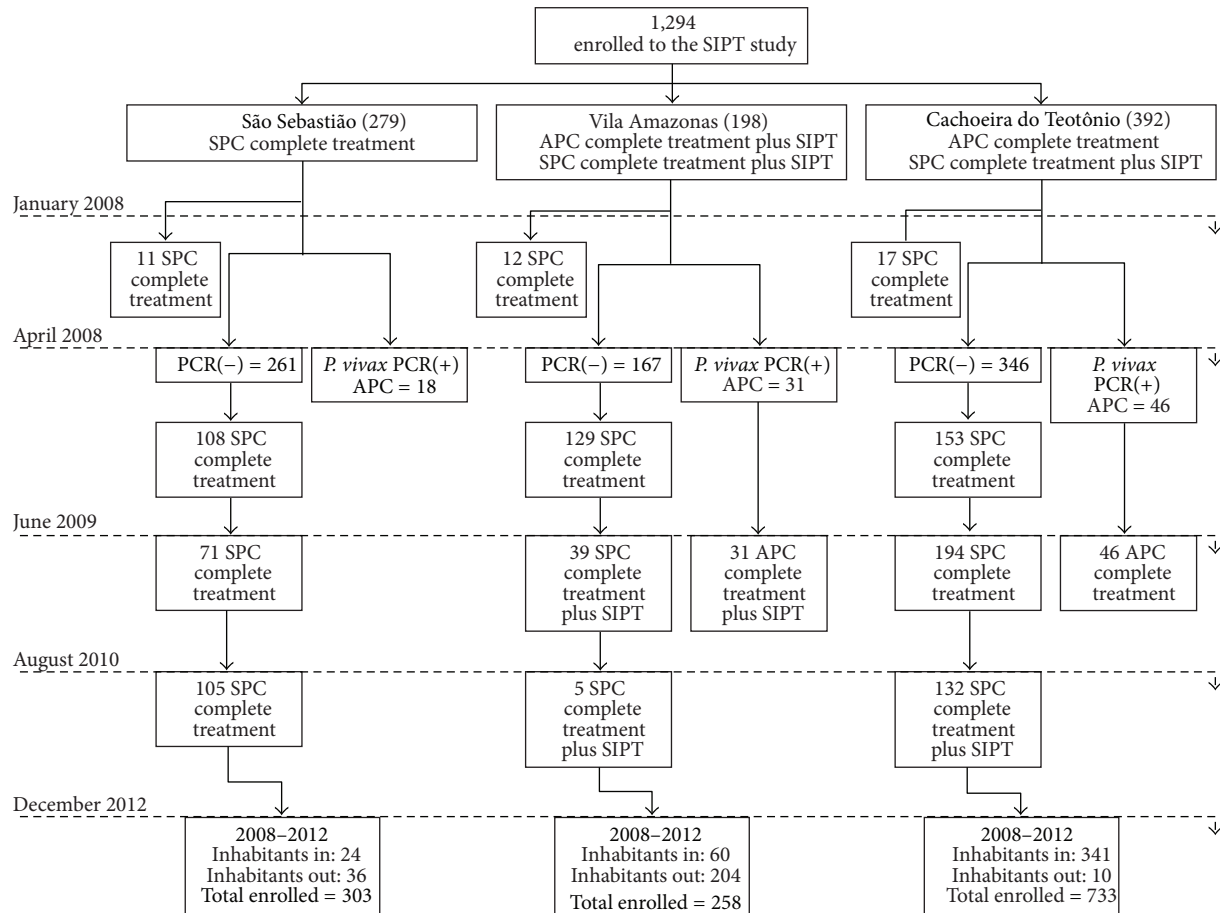 1,294
enrolled to the SIPT study
São Sebastião (279)
SPC complete treatment
Vila Amazonas (198)
APC complete treatment plus SIPT
SPC complete treatment plus SIPT
Cachoeira do Teotônio (392)
APC complete treatment
SPC complete treatment plus SIPT
January 2008
11 SPC
complete
treatment
12 SPC
complete
treatment
17 SPC
complete
treatment
April 2008
PCR(−) = 261
P. vivax PCR(+)
APC = 18
PCR(−) = 167
P. vivax PCR(+)
APC = 31
PCR(−) = 346
P. vivax
PCR(+)
APC = 46
108 SPC
complete
treatment
129 SPC
complete
treatment
153 SPC
complete
treatment
June 2009
71 SPC
complete
treatment
39 SPC
complete
treatment
plus SIPT
31 APC
complete
treatment
plus SIPT
194 SPC
complete
treatment
46 APC
complete
treatment
August 2010
105 SPC
complete
treatment
5 SPC
complete
treatment
plus SIPT
132 SPC
complete
treatment
plus SIPT
December 2012
2008–2012
Inhabitants in: 24
Inhabitants out: 36
Total enrolled = 303
2008–2012
Inhabitants in: 60
Inhabitants out: 204
Total enrolled = 258
2008–2012
Inhabitants in: 341
Inhabitants out: 10
Total enrolled = 733